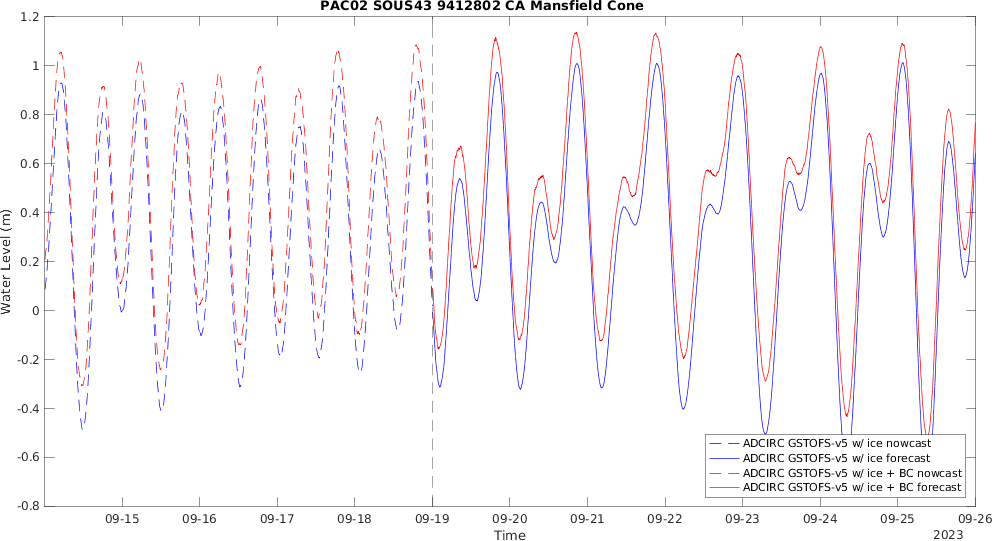 PAC02 SOUS43 9412802 CA Mansfield Cone
1.2
1
0.8
0.6
0.4
0.2
0
-0.2
-0.4
-0.6
-0.8
Water Level (m)
ADCIRC GSTOFS-v5 w/ ice nowcast
ADCIRC GSTOFS-v5 w/ ice forecast
ADCIRC GSTOFS-v5 w/ ice + BC nowcast
ADCIRC GSTOFS-v5 w/ ice + BC forecast
09-15 09-16 09-17 09-18 09-19 09-20 09-21 09-22 09-23 09-24 09-25 09-26
Time
2023